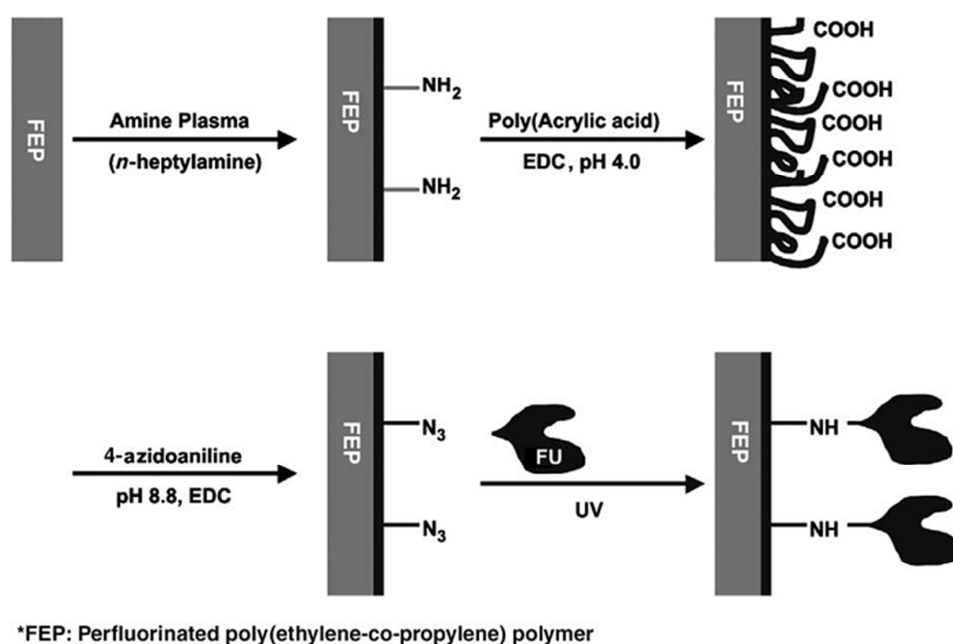 FEP
Amine Plasma
(n-heptylamine)
FEP
NH2
NH2
Poly(Acrylic acid)
EDC, pH 4.0
FEP
COOH
COOH
COOH
COOH
COOH
COOH
4-azidoaniline
pH 8.8, EDC
FEP
N3
N3
FU
UV
FEP
NH
NH
*FEP: Perfluorinated poly(ethylene-co-propylene) polymer